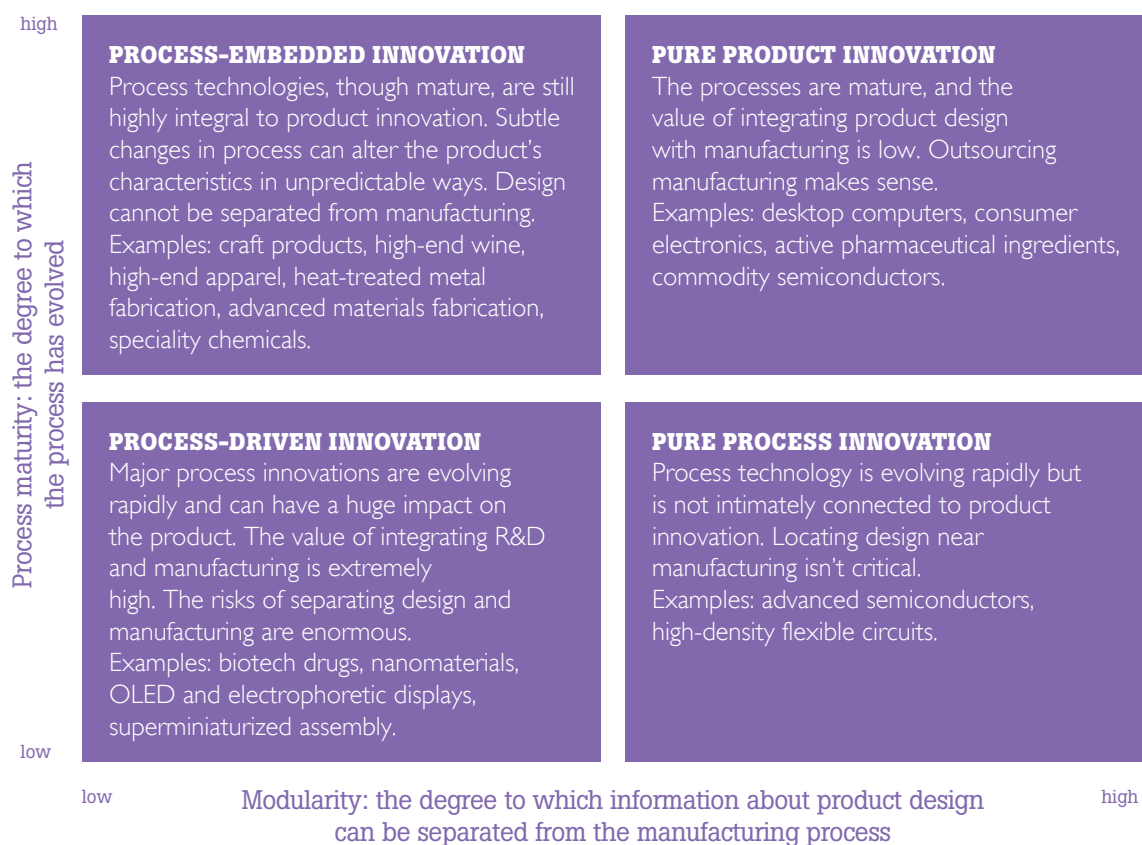 high
PROCESS-EMBEDDED INNOVATION
Process technologies, though mature, are still
highly integral to product innovation. Subtle
changes in process can alter the product's
characteristics in unpredictable ways. Design
cannot be separated from manufacturing.
Examples: craft products, high-end wine,
high-end apparel, heat-treated metal
fabrication, advanced materials fabrication,
speciality chemicals.
PURE PRODUCT INNOVATION
The processes are mature, and the
value of integrating product design
with manufacturing is low. Outsourcing
manufacturing makes sense.
Examples: desktop computers, consumer
electronics, active pharmaceutical ingredients,
commodity semiconductors.
Process maturity: the degree to which
the process has evolved
PROCESS-DRIVEN INNOVATION
Major process innovations are evolving
rapidly and can have a huge impact on
the product. The value of integrating R&D
and manufacturing is extremely
high. The risks of separating design and
manufacturing are enormous.
Examples: biotech drugs, nanomaterials,
OLED and electrophoretic displays,
superminiaturized assembly.
PURE PROCESS INNOVATION
Process technology is evolving rapidly but
is not intimately connected to product
innovation. Locating design near
manufacturing isn't critical.
Examples: advanced semiconductors,
high-density flexible circuits.
low
low
Modularity: the degree to which information about product design
can be separated from the manufacturing process
high